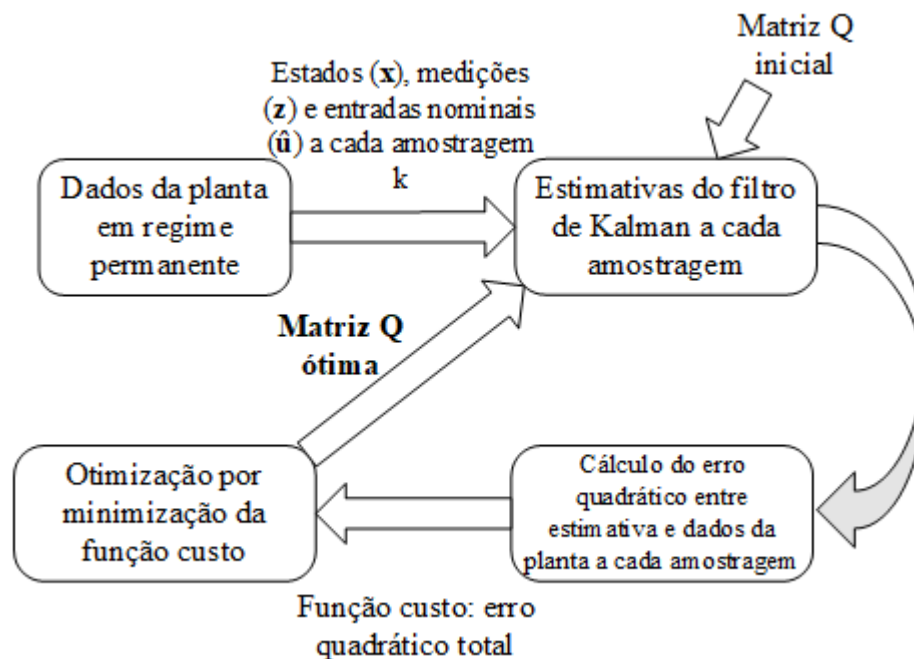 Matriz Q
inicial
Estados (x), medições
(z) e entradas nominais
(û) a cada amostragem
k
Dados da planta
em regime
permanente
Estimativas do filtro
de Kalman a cada
amostragem
Matriz Q
ótima
Otimização por
minimização da
função custo
Cálculo do erro
quadrático entre
estimativa e dados da
planta a cada amostragem
Função custo: erro
quadrático total